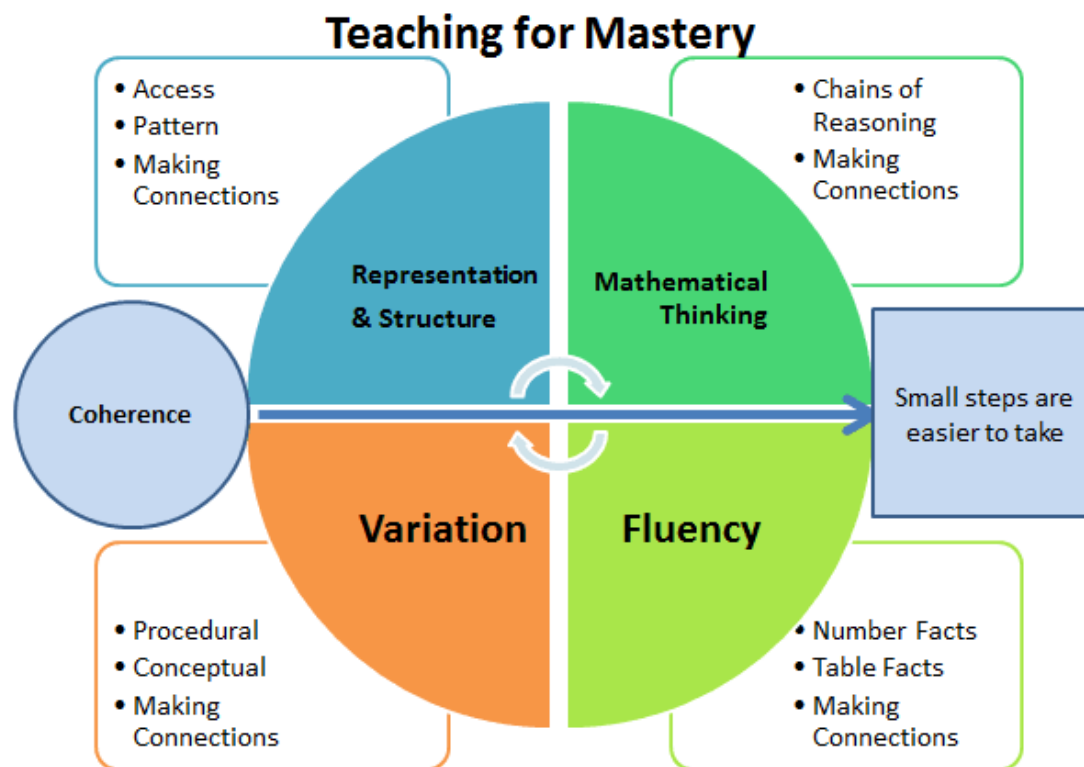 Teaching for Mastery
• Access
• Pattern
• Making
Connections
• Chains of
Reasoning
• Making
Connections
Representation
& Structure
Mathematical
Thinking
Coherence
Small steps are
easier to take
Variation
Fluency
• Procedural
• Conceptual
• Making
Connections
• Number Facts
• Table Facts
• Making
Connections